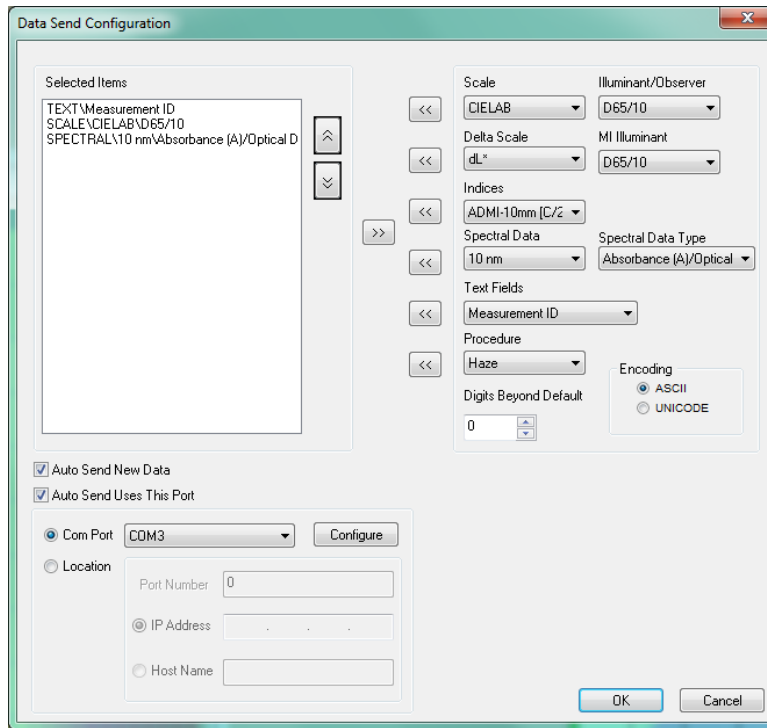 Data Send Configuration
Selected Items
TEXT\Measurement ID
SCALE\CIELAB\D65/10
SPECTRAL\10 nm\Absorbance (A)/Optical D
>>
<<
<<
<<
<<
<<
<<
Scale
Illuminant/Observer
CIELAB
D65/10
Delta Scale
MI Illuminant
dL*
D65/10
Indices
ADMI-10mm [C/2
Spectral Data
Spectral Data Type
10 nm
Absorbance (A)/Optical
Text Fields
Measurement ID
Procedure
Haze
Encoding
ASCII
UNICODE
Digits Beyond Default
0
Auto Send New Data
Auto Send Uses This Port
Com Port
COM3
Configure
Location
Port Number
0
IP Address
. . .
Host Name
OK
Cancel